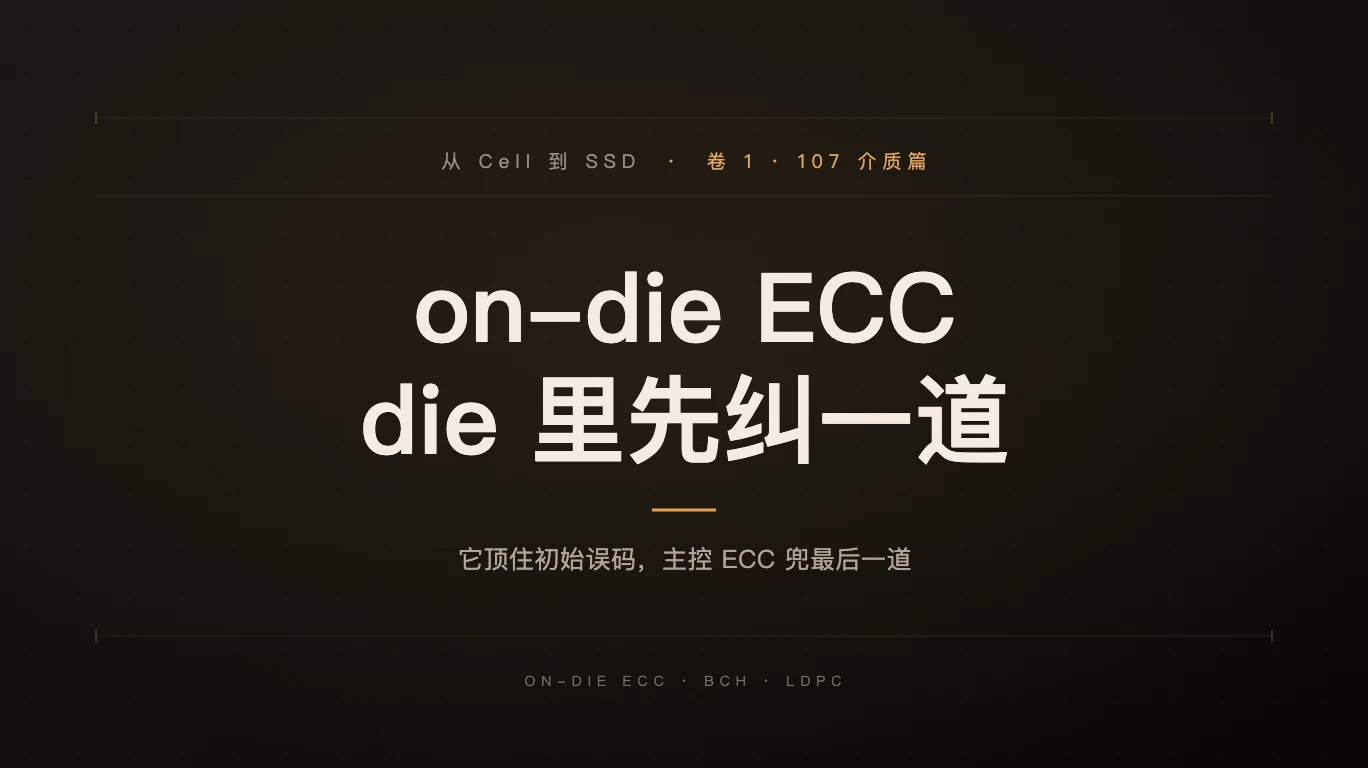 从 Cell 到 SSD · 卷 1 · 107 介质篇
on-die ECC
die 里先纠一道
它顶住初始误码，主控 ECC 兜最后一道
ON-DIE ECC · BCH · LDPC